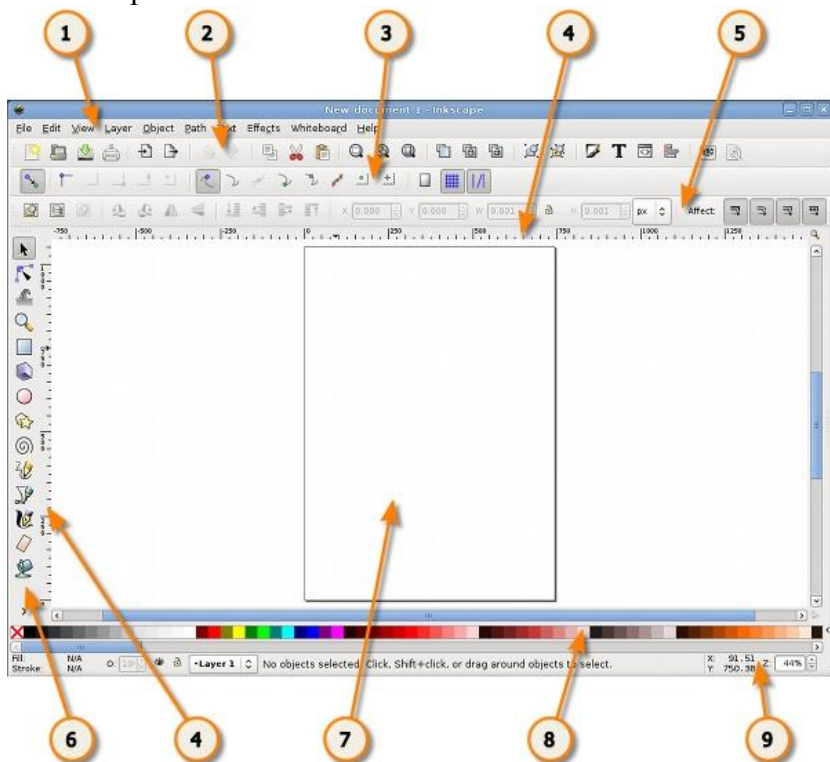 1 2 3 4 5
New document 1 - Inkscape
File Edit View Layer Object Path Text Effects Whiteboard Help
X 0.000 Y 0.000 W 0.001 H 0.001 px Affect:
-750 -500 -250 0 250 500 750 1000 1250
Fill: N/A
Stroke: N/A
O: •Layer 1 No objects selected. Click, Shift+click, or drag around objects to select. X: 91.51 Z: 44%
Y: 750.38
6 4 7 8 9